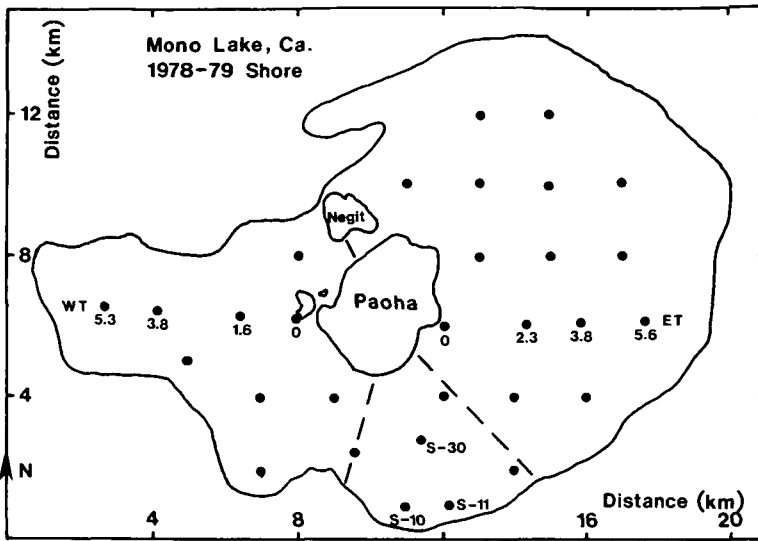 Mono Lake, Ca.
1978-79 Shore
Distance (km)
12
8
4
Negit
Paoha
WT
5.3
3.8
1.6
0
0
2.3
3.8
5.6
ET
S-30
S-10
S-11
N
Distance (km)
4
8
12
16
20